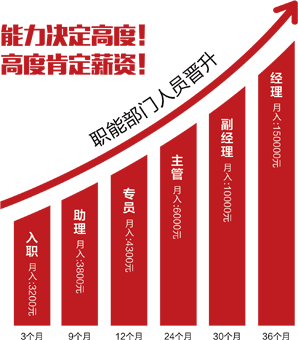 能力决定高度!
高度肯定薪资!
职能部门人员晋升
入职 月入:3200元
助理 月入:3800元
专员 月入:4300元
主管 月入:6000元
副经理 月入:10000元
经理 月入:150000元
3个月 9个月 12个月 24个月 30个月 36个月